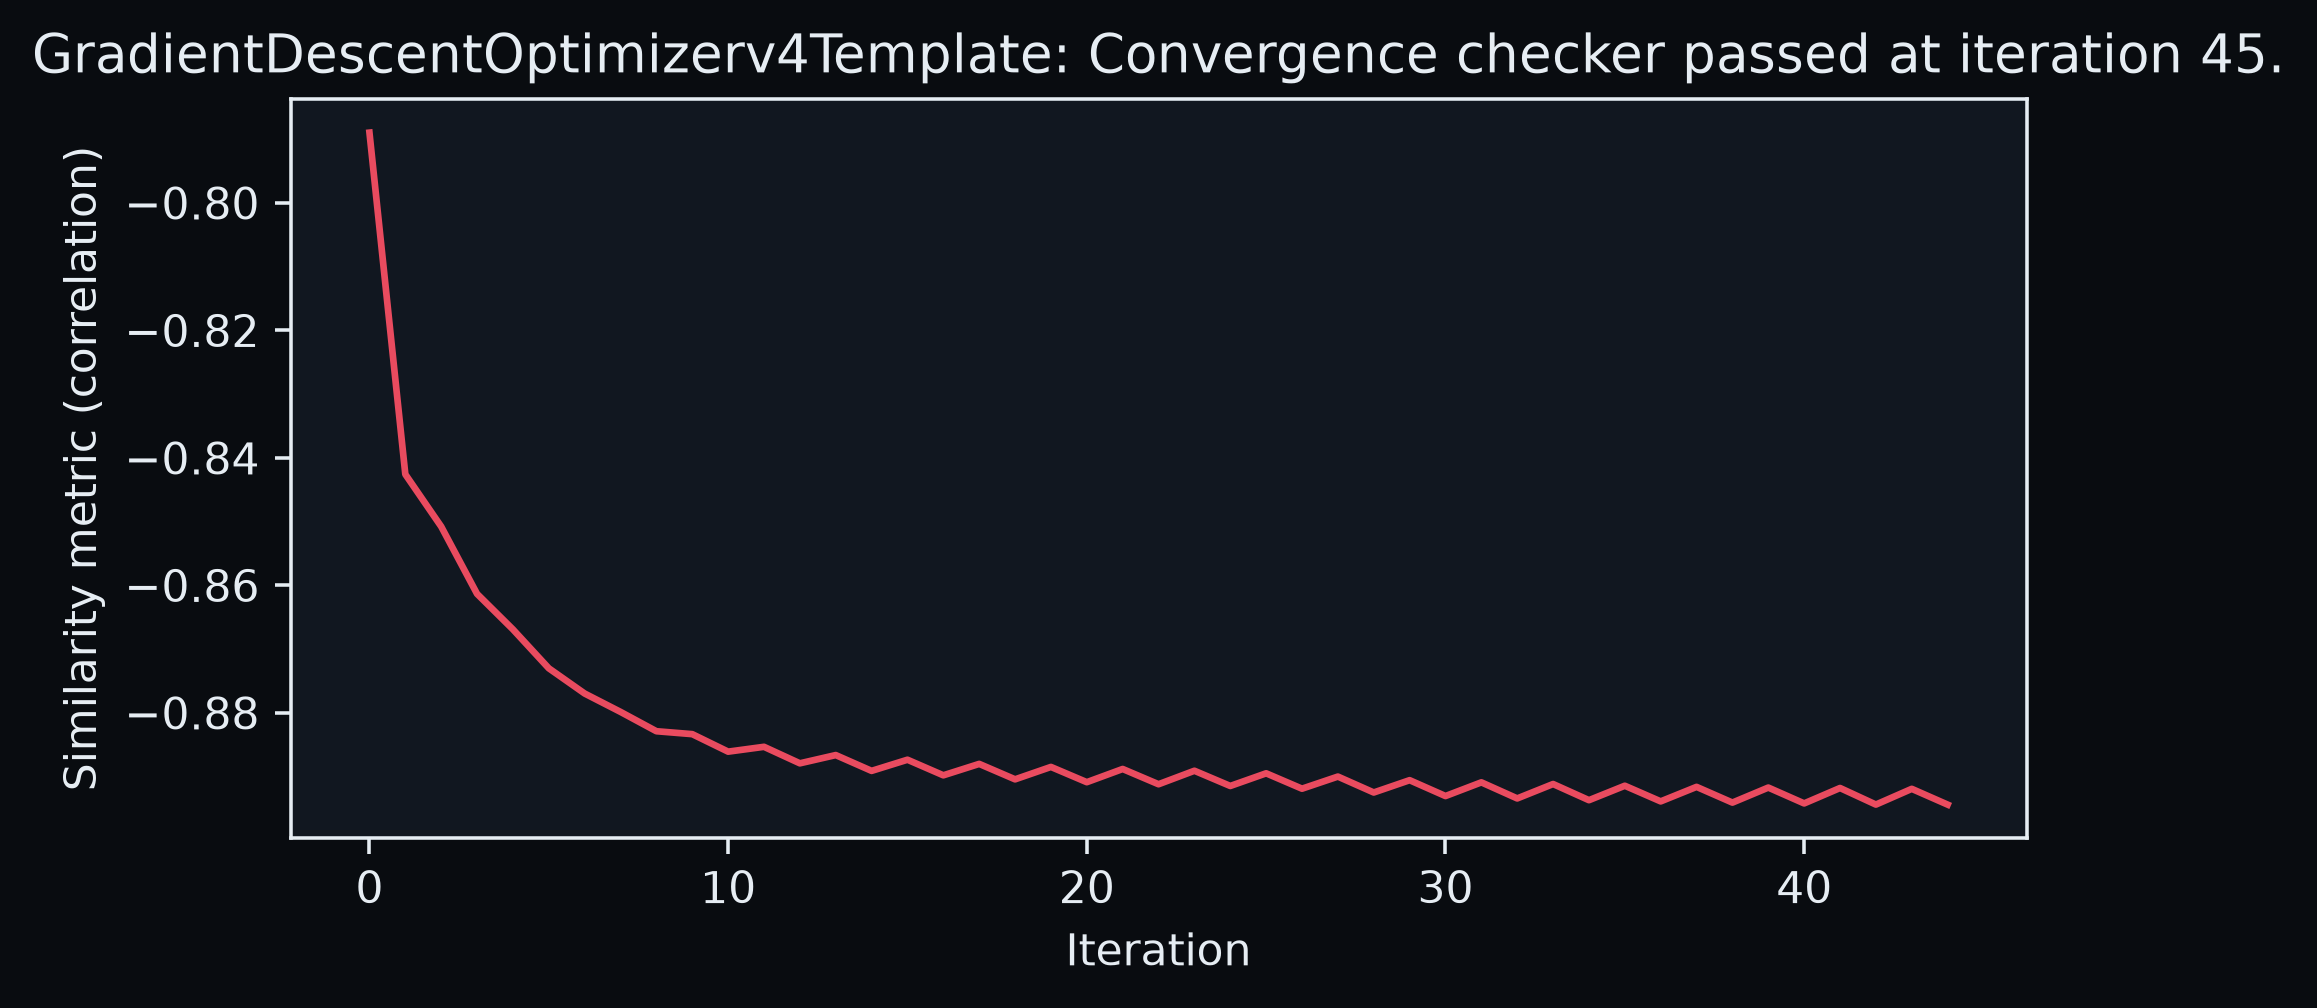 GradientDescentOptimizerv4Template: Convergence checker passed at iteration 45.
Similarity metric (correlation)
−0.80
−0.82
−0.84
−0.86
−0.88
0 10 20 30 40
Iteration